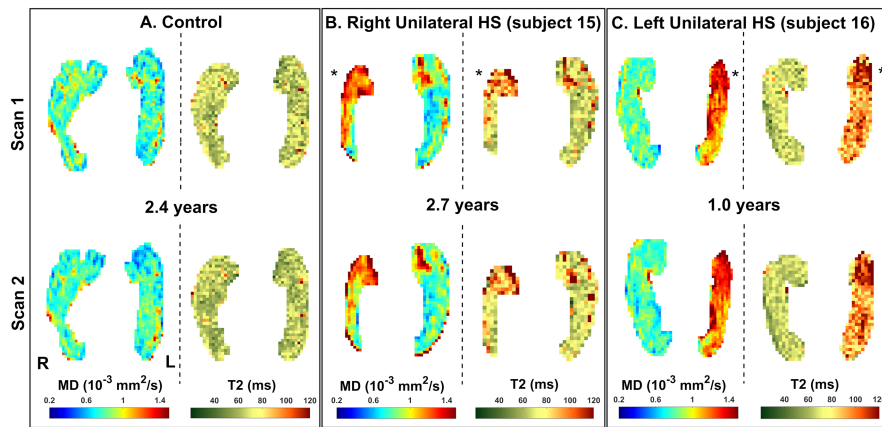 A. Control
B. Right Unilateral HS (subject 15)
C. Left Unilateral HS (subject 16)
Scan 1
* * * *
2.4 years
2.7 years
1.0 years
Scan 2
R L
MD (10⁻³ mm²/s) T2 (ms) MD (10⁻³ mm²/s) T2 (ms) MD (10⁻³ mm²/s) T2 (ms)
0.2 0.6 1 1.4 40 60 80 100 120 0.2 0.6 1 1.4 40 60 80 100 120 0.2 0.6 1 1.4 40 60 80 100 120